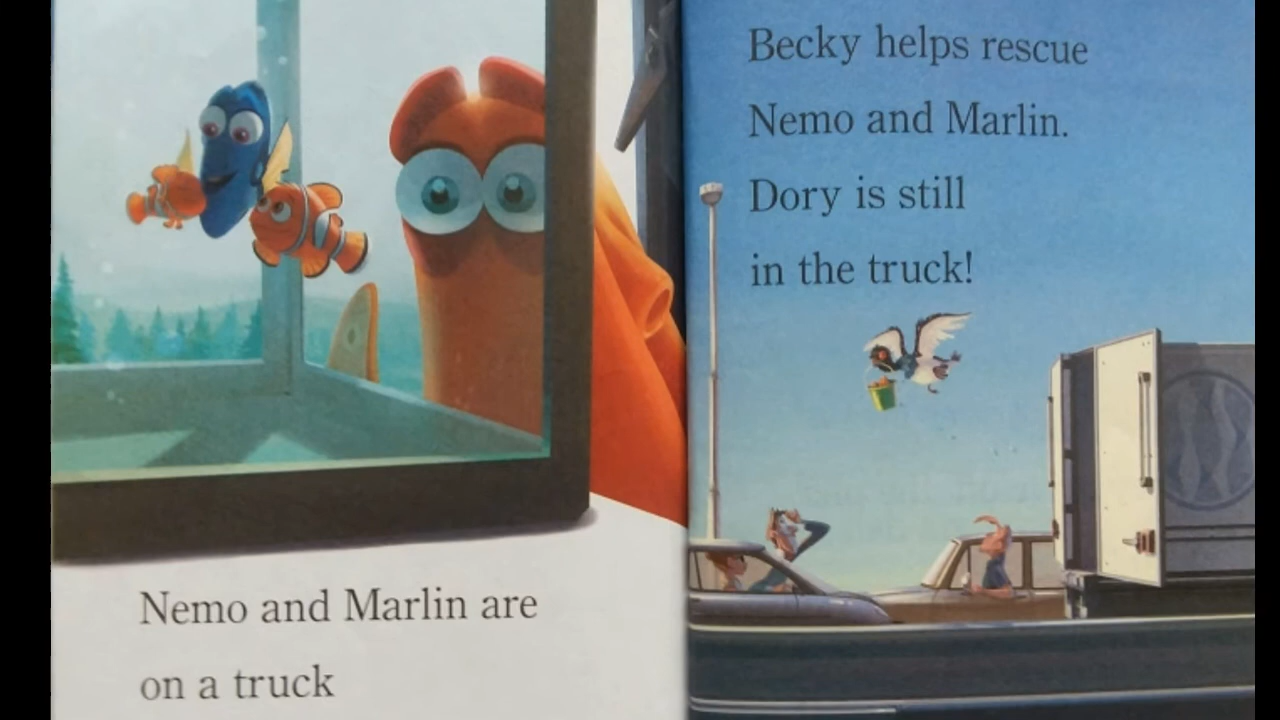 Nemo and Marlin are
on a truck
Becky helps rescue
Nemo and Marlin.
Dory is still
in the truck!